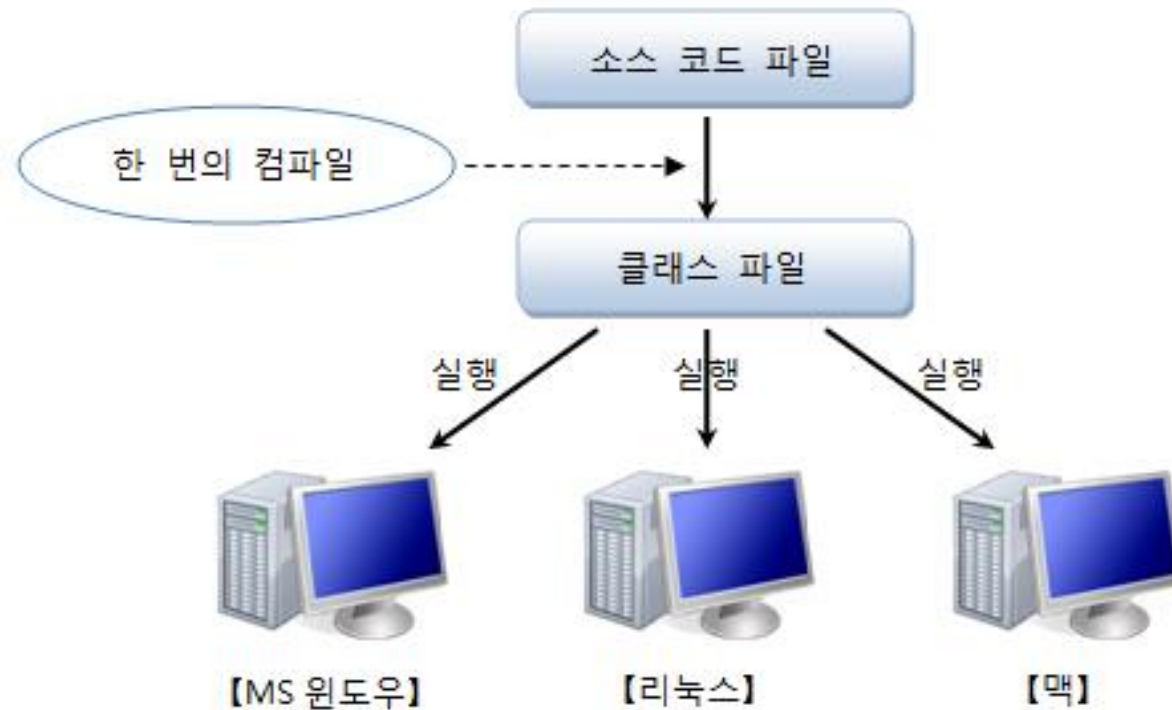 소스 코드 파일
한 번의 컴파일
클래스 파일
실행
실행
실행
【MS 윈도우】
【리눅스】
【맥】